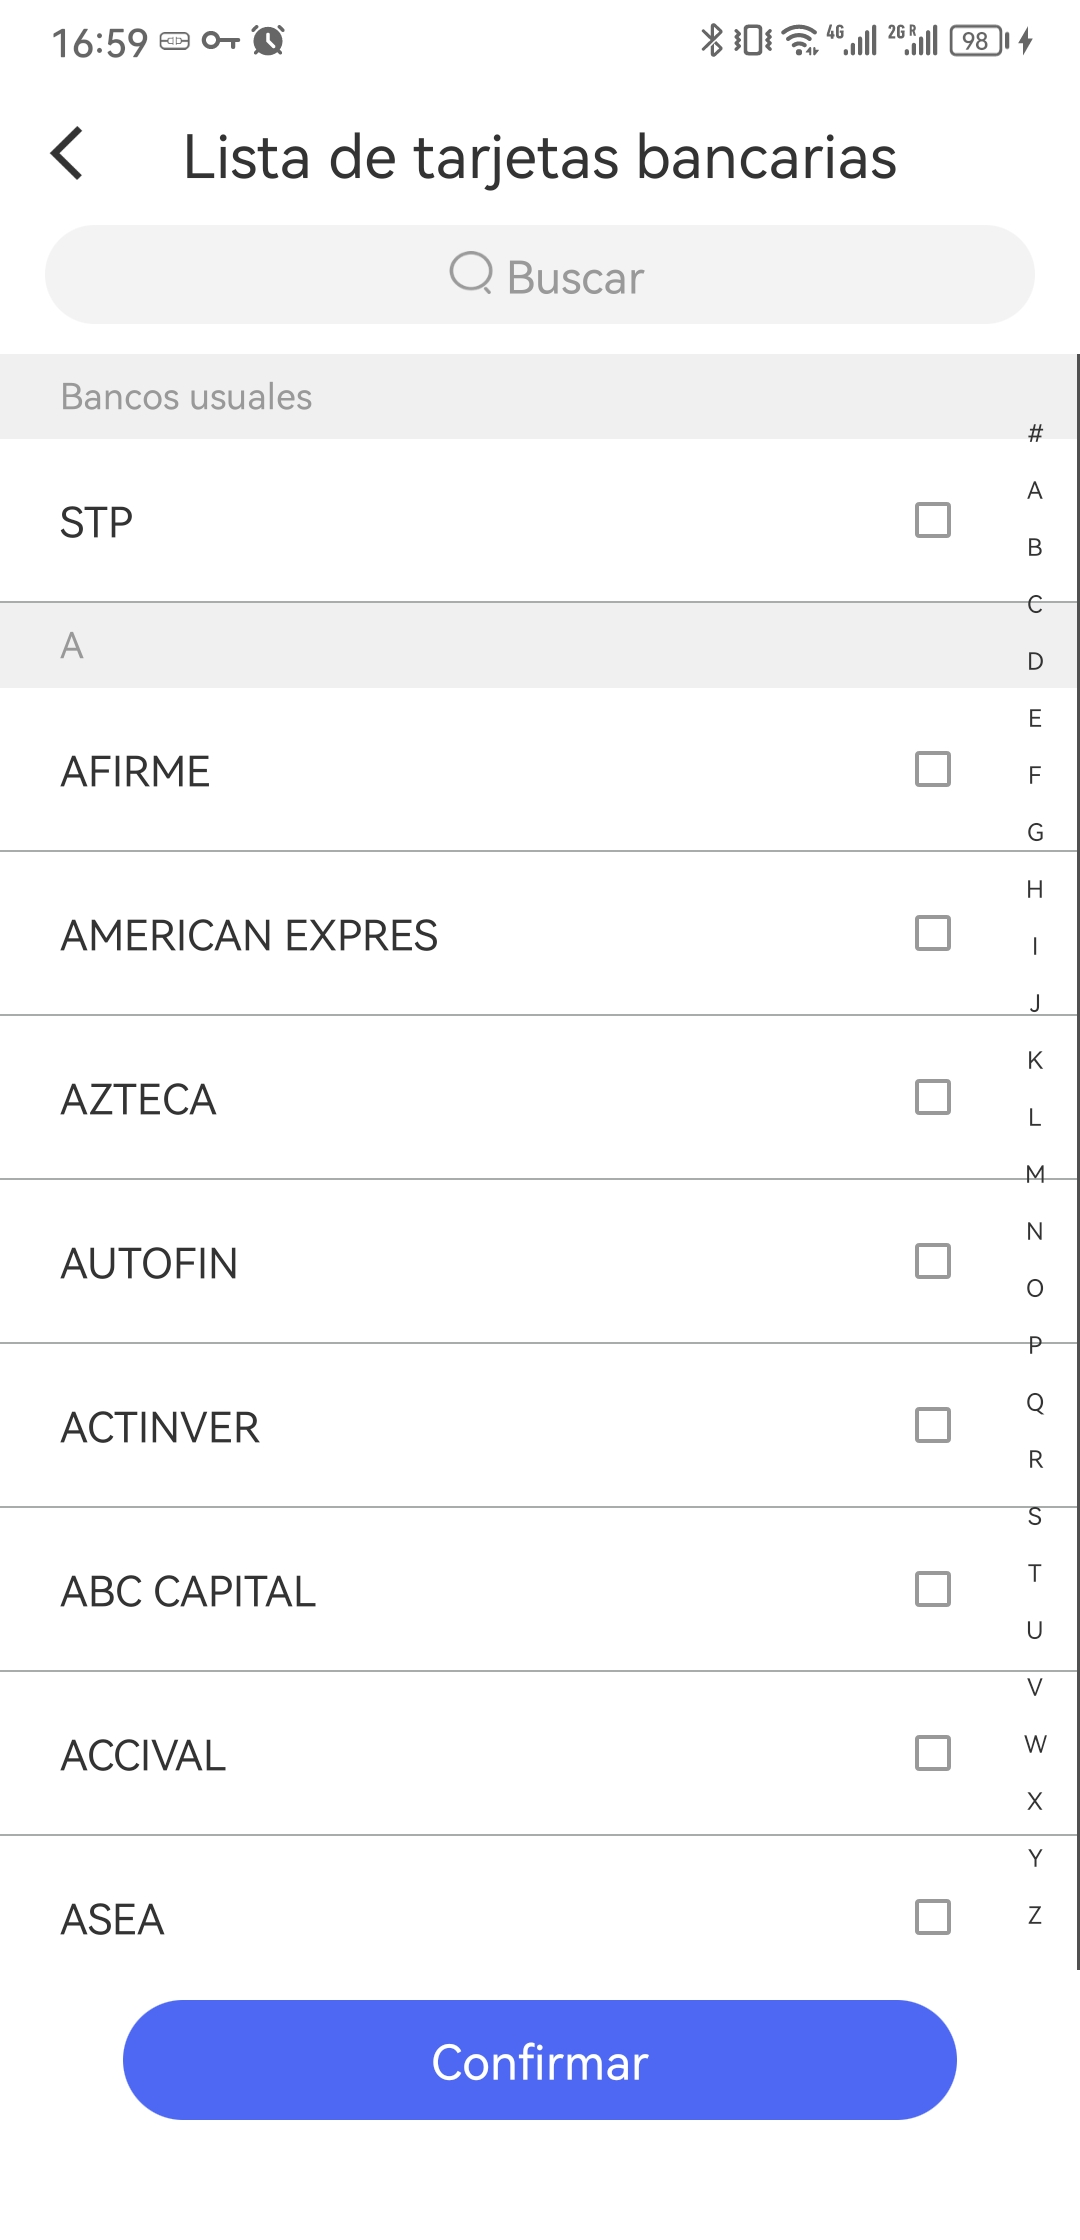 16:59 4G 2G R 98
Lista de tarjetas bancarias
Buscar
Bancos usuales
#
A
B
STP
C
A
D
E
AFIRME
F
G
H
AMERICAN EXPRES
I
J
K
AZTECA
L
M
N
AUTOFIN
O
P
Q
ACTINVER
R
S
T
ABC CAPITAL
U
V
W
ACCIVAL
X
Y
Z
ASEA
Confirmar